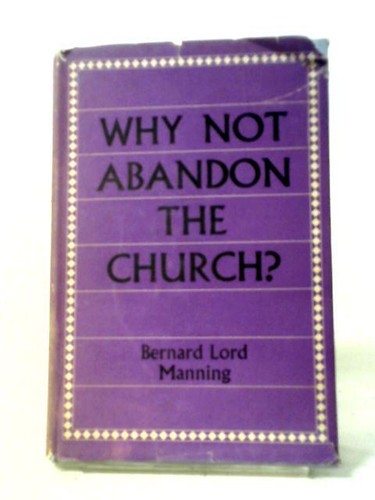 WHY NOT
ABANDON
THE
CHURCH?
Bernard Lord
Manning